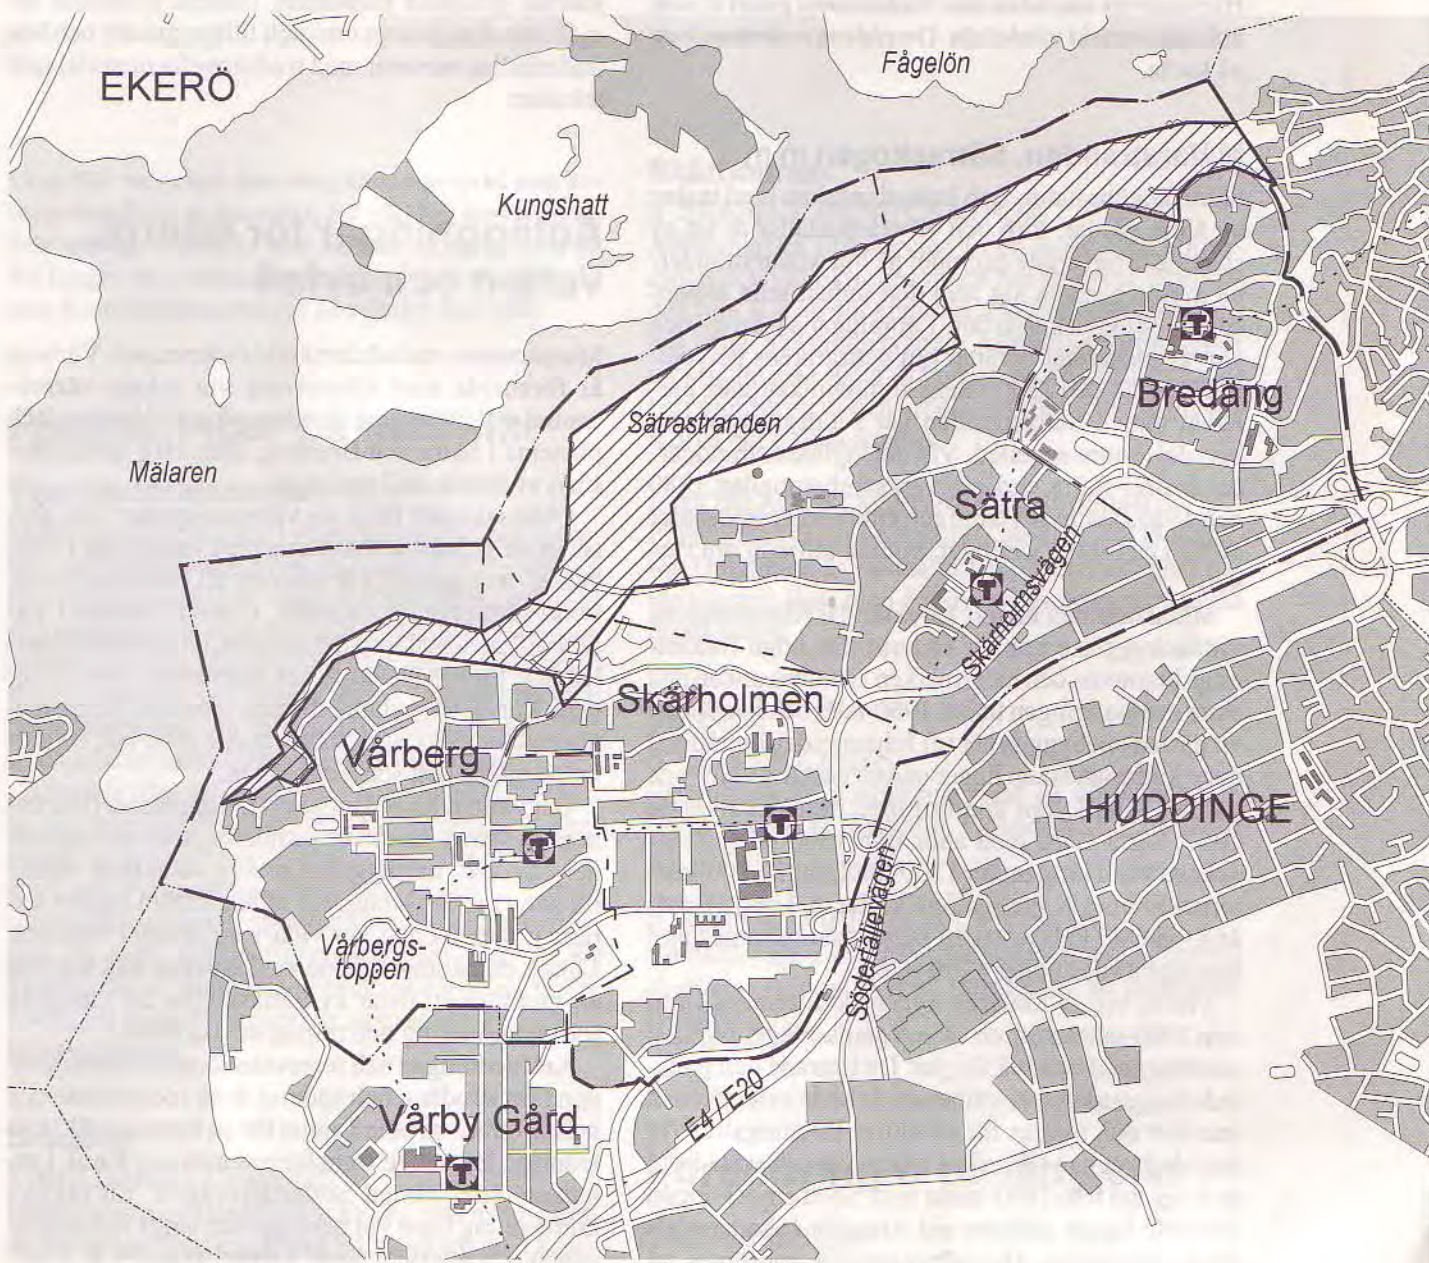 EKERÖ
Fågelön
Kungshatt
Bredäng
Sätrastranden
Mälaren
Sätra
Skärholmsvägen
Skärholmen
Vårberg
HUDDINGE
Södertäljevägen
Vårbergs-
toppen
E4 / E20
Vårby Gård
T
T
T
T
T